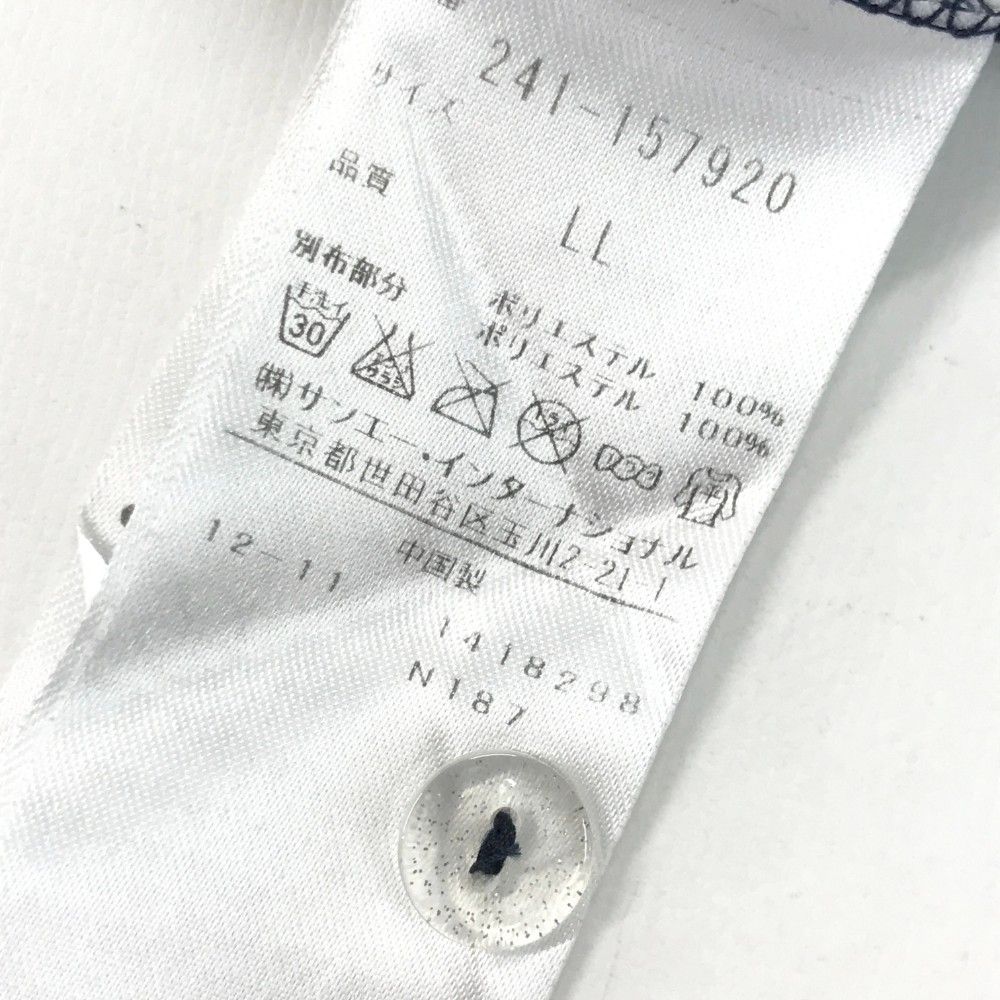 番
241-157920
サイズ
LL
品質
ポリエステル 100%
別布部分
ポリエステル 100%
30
(株)サンエー・インターナショナル
東京都世田谷区玉川2-21-1
中国製
12-11
1418298
N187